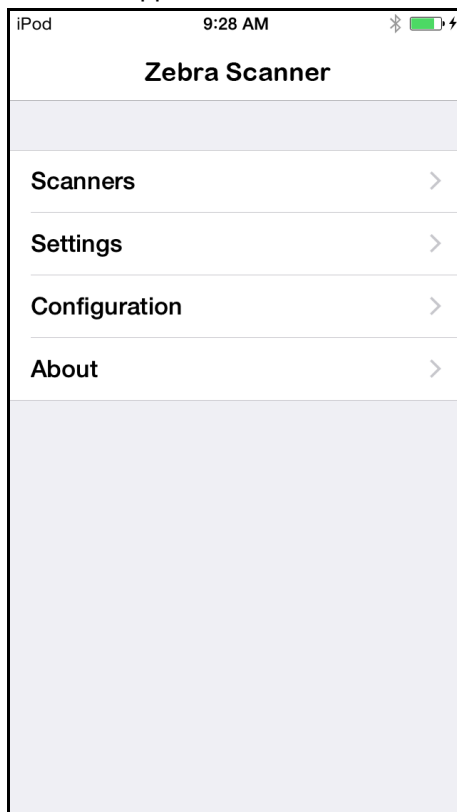 iPod 9:28 AM
Zebra Scanner
Scanners
Settings
Configuration
About